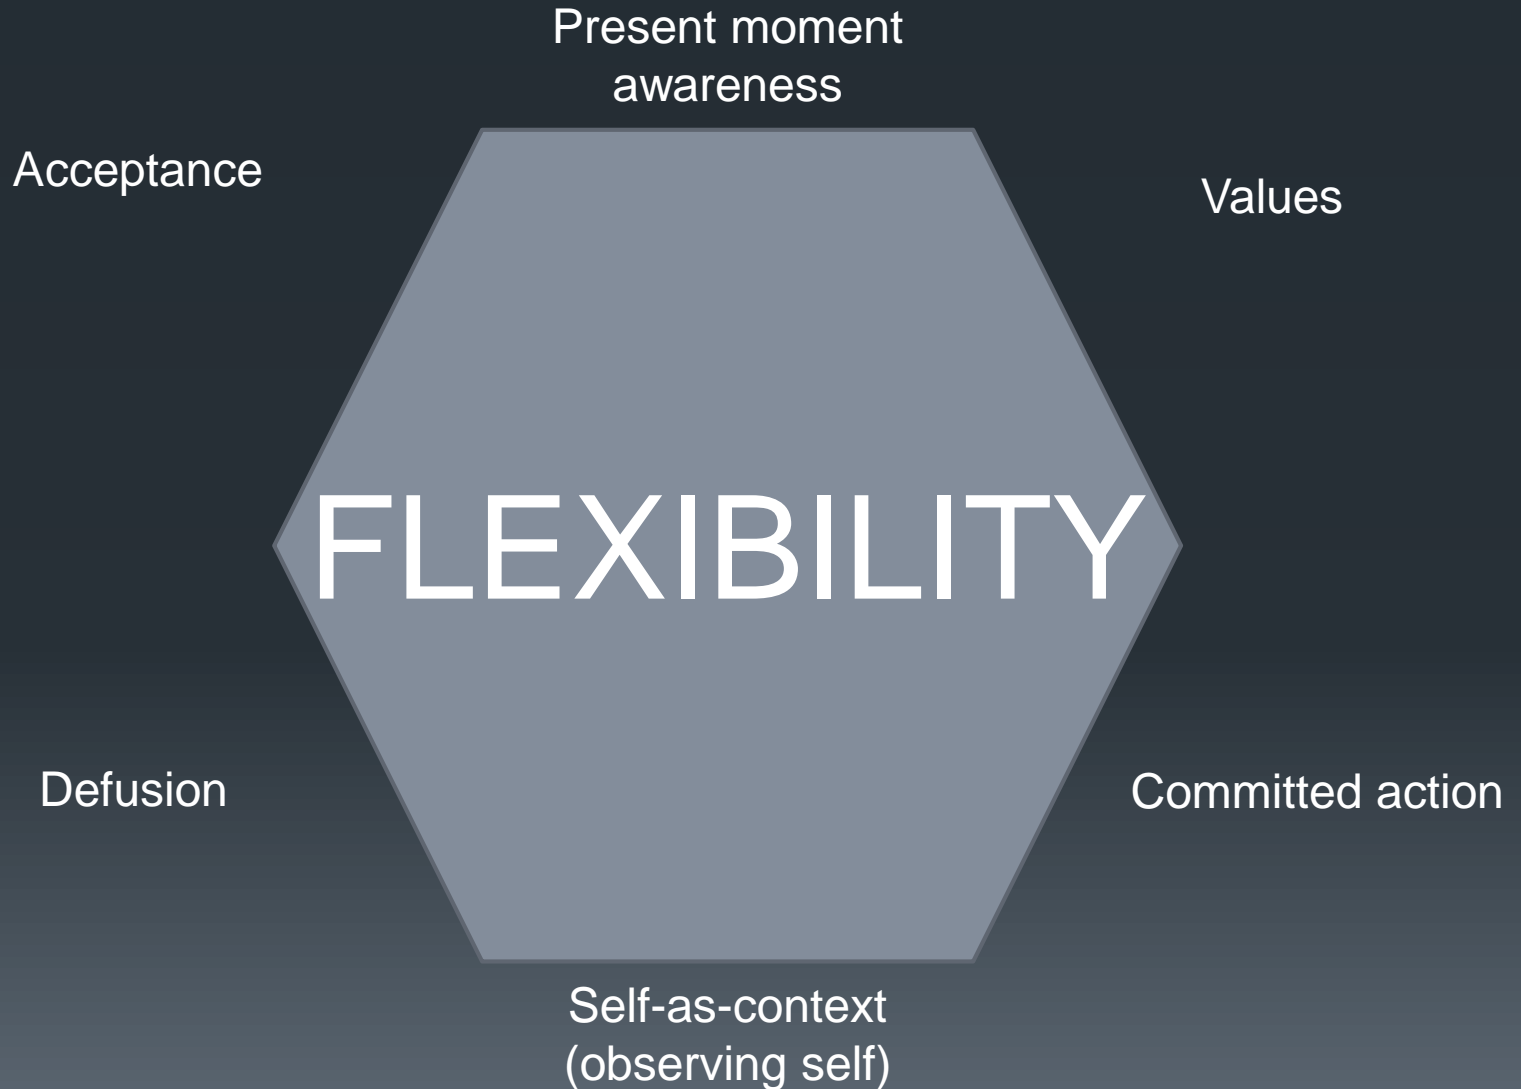 Present moment
awareness
Acceptance
Values
FLEXIBILITY
Defusion
Committed action
Self-as-context
(observing self)